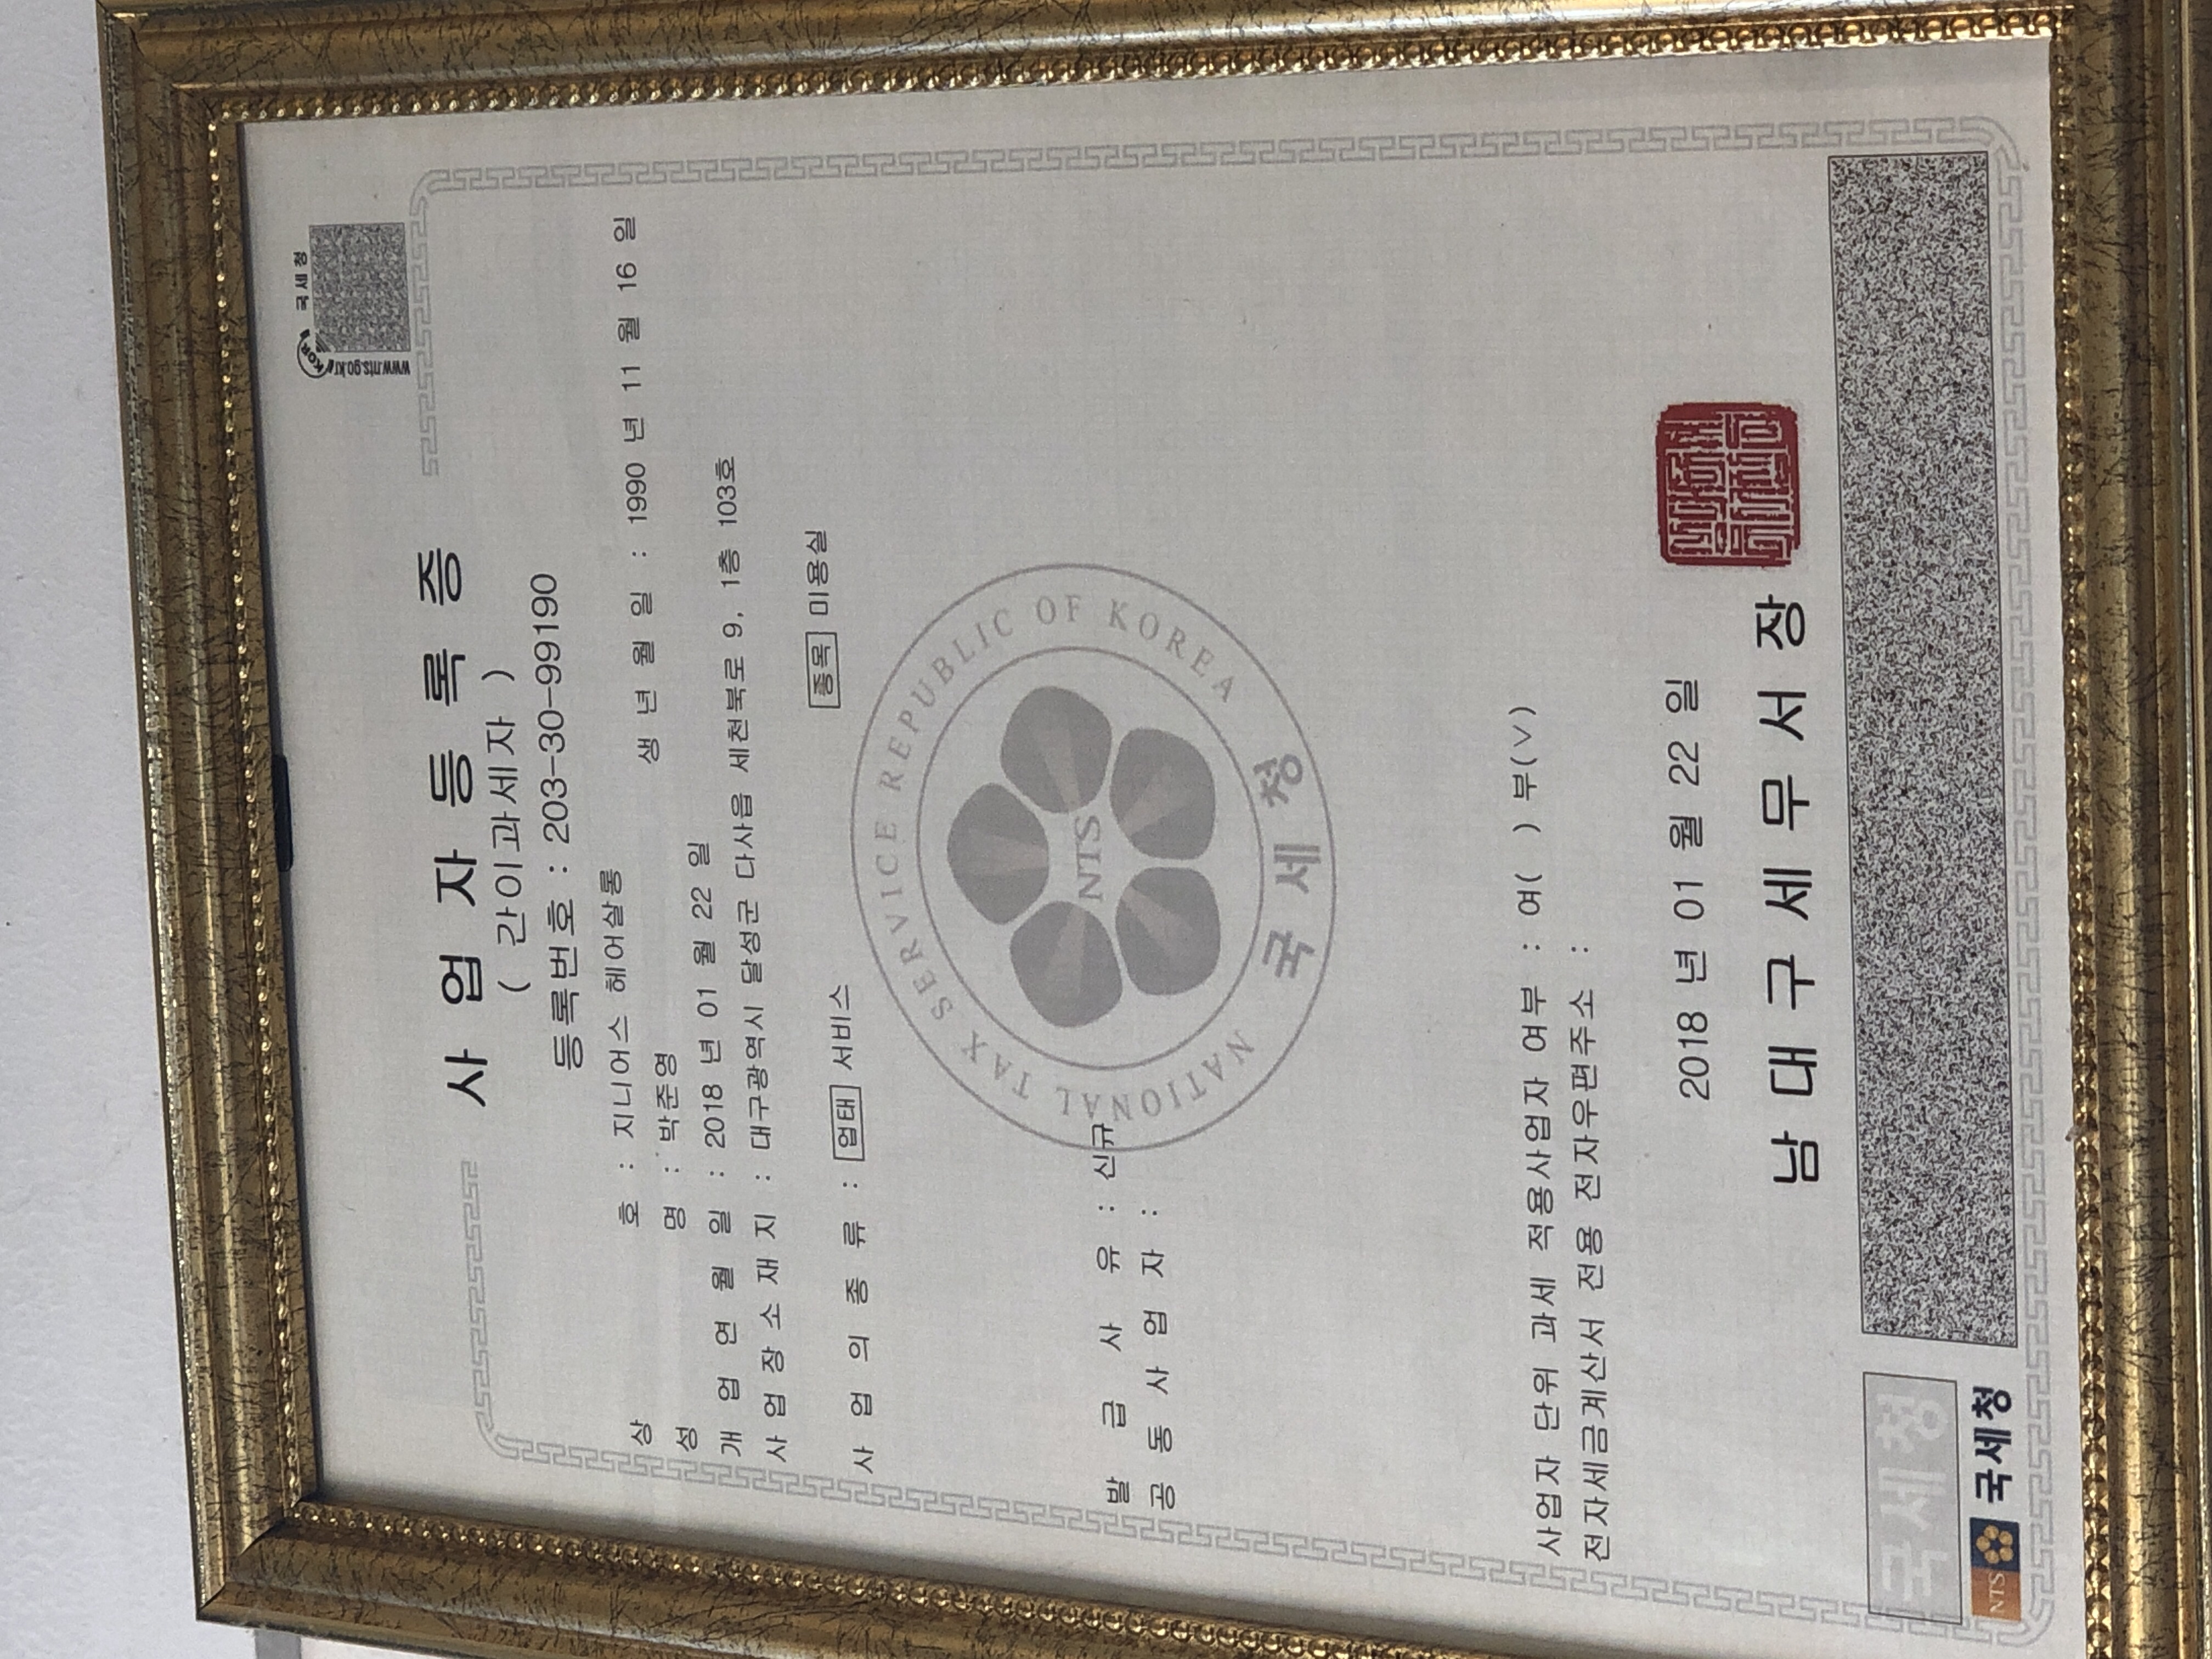 국세청
KOR
www.nts.go.kr
사업자등록증
( 간이과세자 )
등록번호 : 203-30-99190
상 호 : 지니어스 헤어살롱
성 명 : 박준영 생 년 월 일 : 1990 년 11 월 16 일
개 업 연 월 일 : 2018 년 01 월 22 일
사 업 장 소 재 지 : 대구광역시 달성군 다사읍 세천북로 9, 1층 103호
사 업 의 종 류 : 업태 서비스 종목 미용실
NATIONAL TAX SERVICE REPUBLIC OF KOREA
NTS
국세청
발 급 사 유 : 신규
공 동 사 업 자 :
사업자 단위 과세 적용사업자 여부 : 여( ) 부(∨)
전자세금계산서 전용 전자우편주소 :
2018 년 01 월 22 일
남대구세무서장
국세청
NTS 국세청